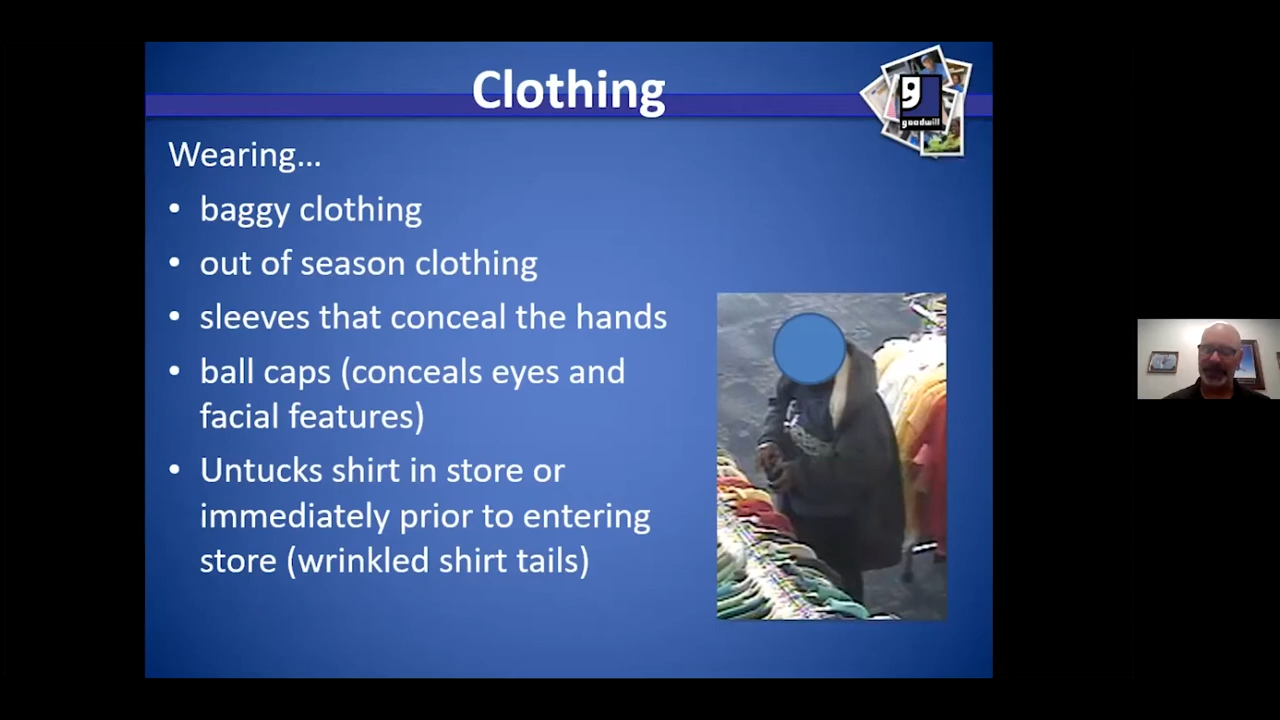 Clothing
goodwill
Wearing...
• baggy clothing
• out of season clothing
• sleeves that conceal the hands
• ball caps (conceals eyes and
facial features)
• Untucks shirt in store or
immediately prior to entering
store (wrinkled shirt tails)